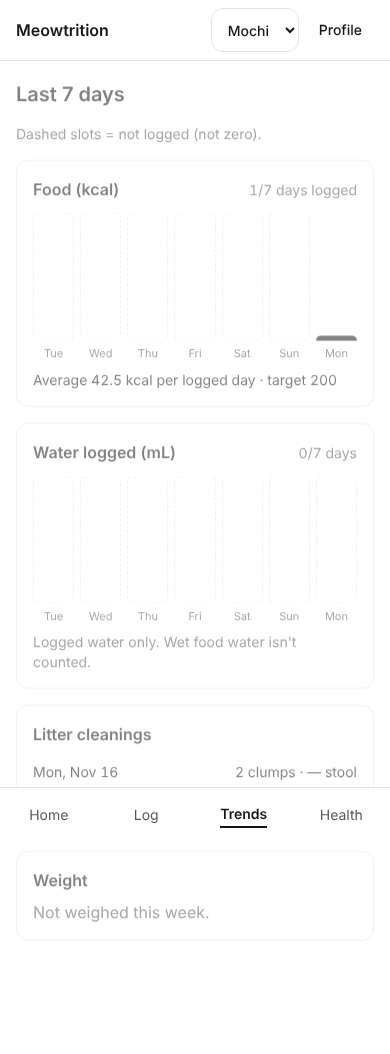 Meowtrition
Mochi
Profile
Last 7 days
Dashed slots = not logged (not zero).
Food (kcal)
1/7 days logged
Tue Wed Thu Fri Sat Sun Mon
Average 42.5 kcal per logged day · target 200
Water logged (mL)
0/7 days
Tue Wed Thu Fri Sat Sun Mon
Logged water only. Wet food water isn't
counted.
Litter cleanings
Mon, Nov 16
2 clumps · — stool
Home Log Trends Health
Weight
Not weighed this week.